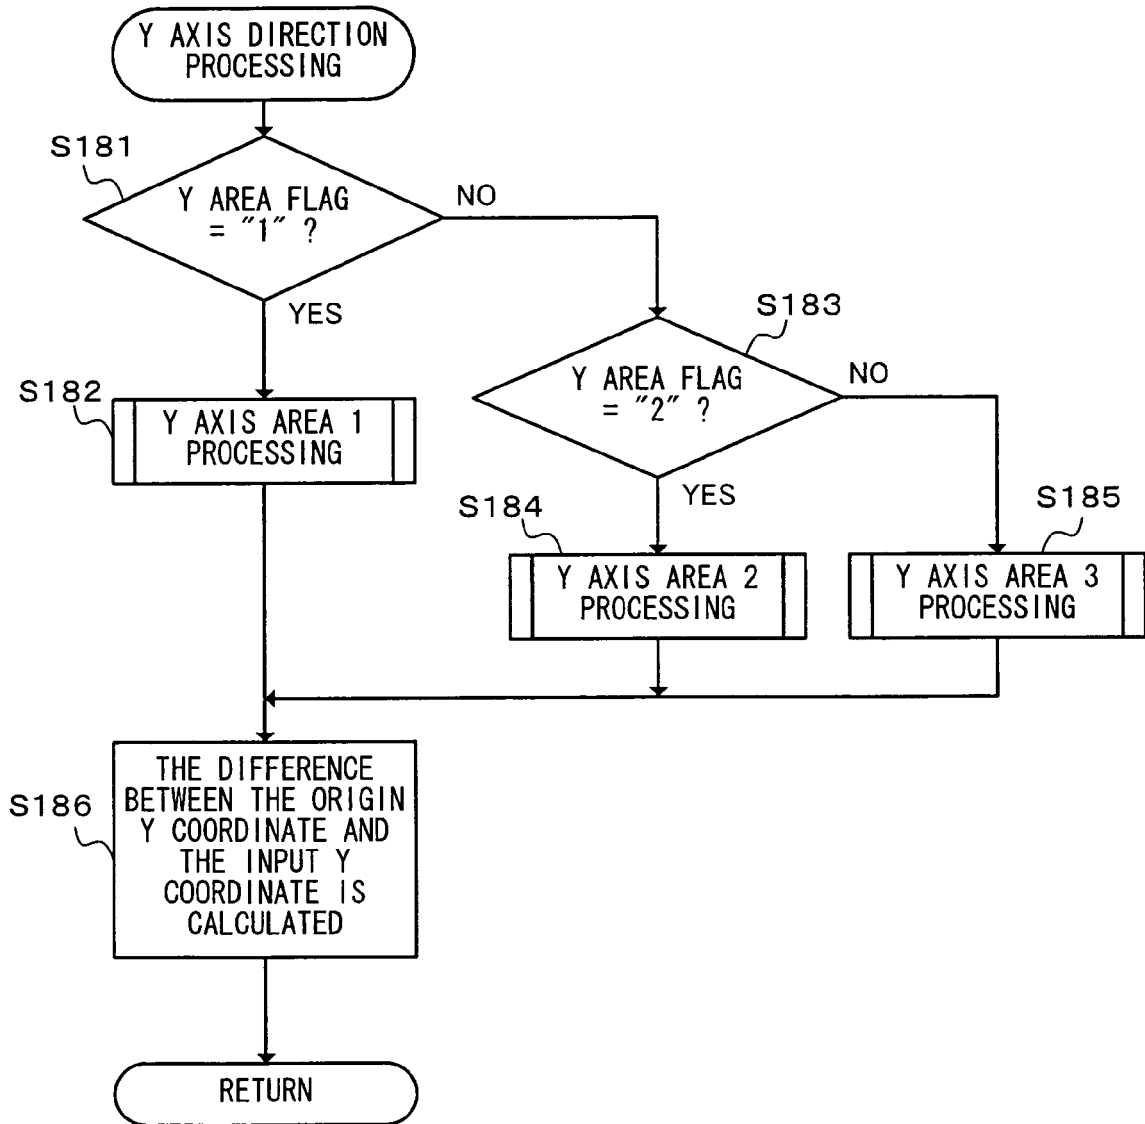 Y AXIS DIRECTION
PROCESSING
S181
Y AREA FLAG
= "1" ?
NO
YES
S183
Y AREA FLAG
= "2" ?
NO
YES
S182
Y AXIS AREA 1
PROCESSING
S184
Y AXIS AREA 2
PROCESSING
S185
Y AXIS AREA 3
PROCESSING
S186
THE DIFFERENCE
BETWEEN THE ORIGIN
Y COORDINATE AND
THE INPUT Y
COORDINATE IS
CALCULATED
RETURN